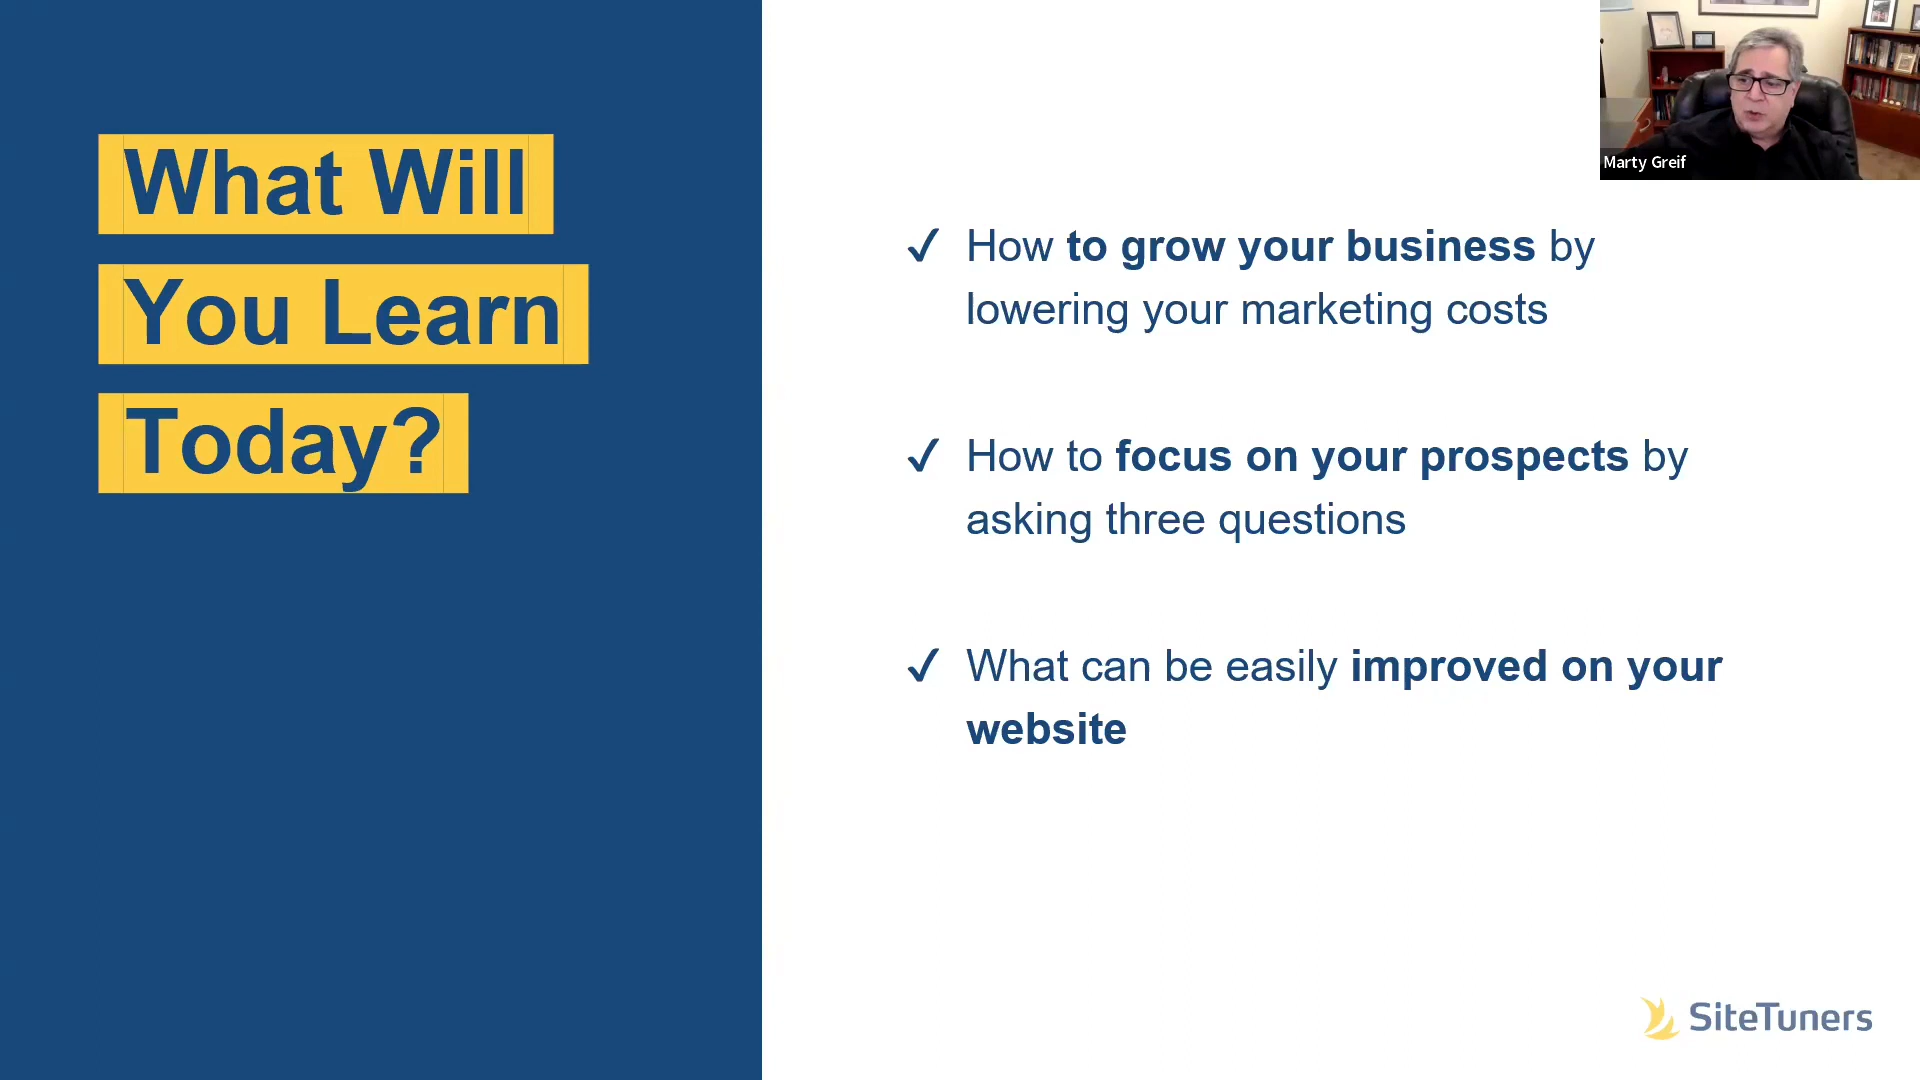 What Will
You Learn
Today?
Marty Greif
✓ How to grow your business by
lowering your marketing costs
✓ How to focus on your prospects by
asking three questions
✓ What can be easily improved on your
website
SiteTuners